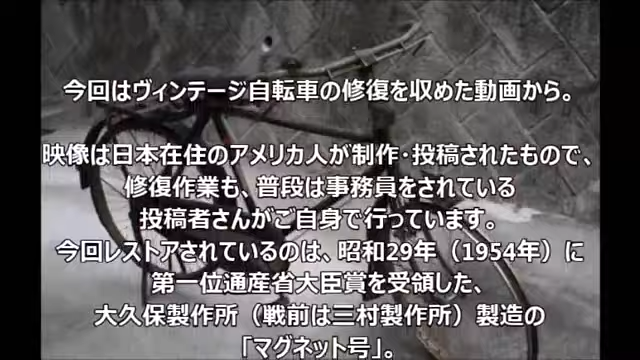 今回はヴィンテージ自転車の修復を収めた動画から。
映像は日本在住のアメリカ人が制作・投稿されたもので、
修復作業も、普段は事務員をされている
投稿者さんがご自身で行っています。
今回レストアされているのは、昭和29年（1954年）に
第一位通産省大臣賞を受領した、
大久保製作所（戦前は三村製作所）製造の
「マグネット号」。